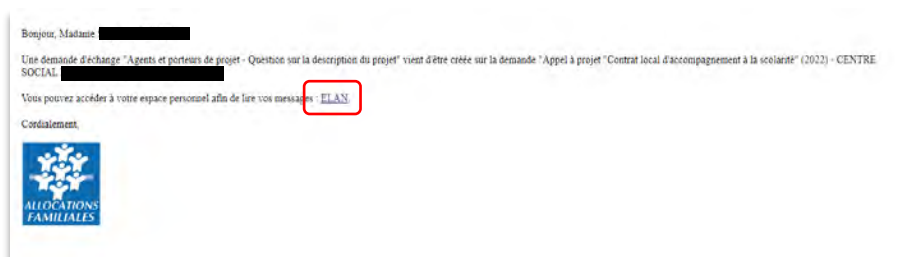 Bonjour, Madame
Une demande d'échange "Agents et porteurs de projet - Question sur la description du projet" vient d'être créée sur la demande "Appel à projet "Contrat local d'accompagnement à la scolarité" (2022) - CENTRE
SOCIAL
Vous pouvez accéder à votre espace personnel afin de lire vos messages : ELAN.
Cordialement,
ALLOCATIONS
FAMILIALES